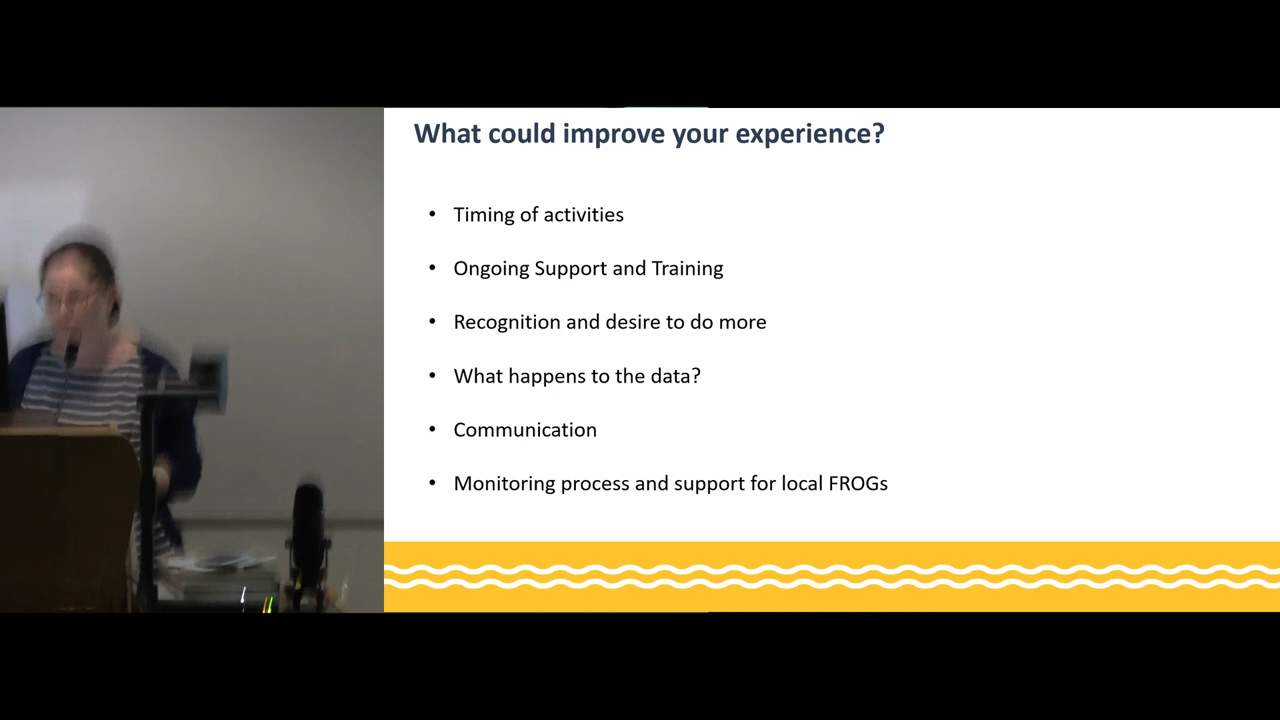 What could improve your experience?
• Timing of activities
• Ongoing Support and Training
• Recognition and desire to do more
• What happens to the data?
• Communication
• Monitoring process and support for local FROGs